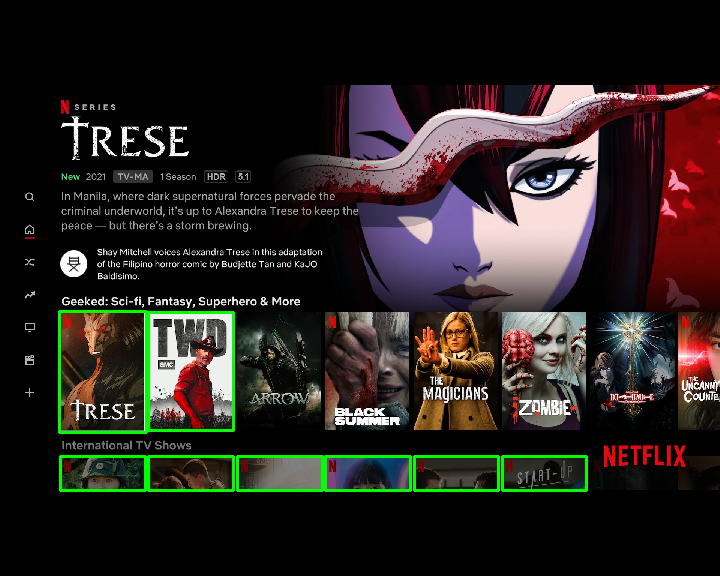 N SERIES
TRESE
New 2021 TV-MA 1 Season HDR 5.1
In Manila, where dark supernatural forces pervade the
criminal underworld, it's up to Alexandra Trese to keep the
peace — but there's a storm brewing.
Shay Mitchell voices Alexandra Trese in this adaptation
of the Filipino horror comic by Budjette Tan and KaJO
Baldisimo.
Geeked: Sci-fi, Fantasy, Superhero & More
TRESE
TWD
AMC
ARROW
BLACK
SUMMER
THE
MAGICIANS
iZOMBIE
DEATH NOTE
THE
UNCANNY
COUNTE
International TV Shows
START-UP
NETFLIX